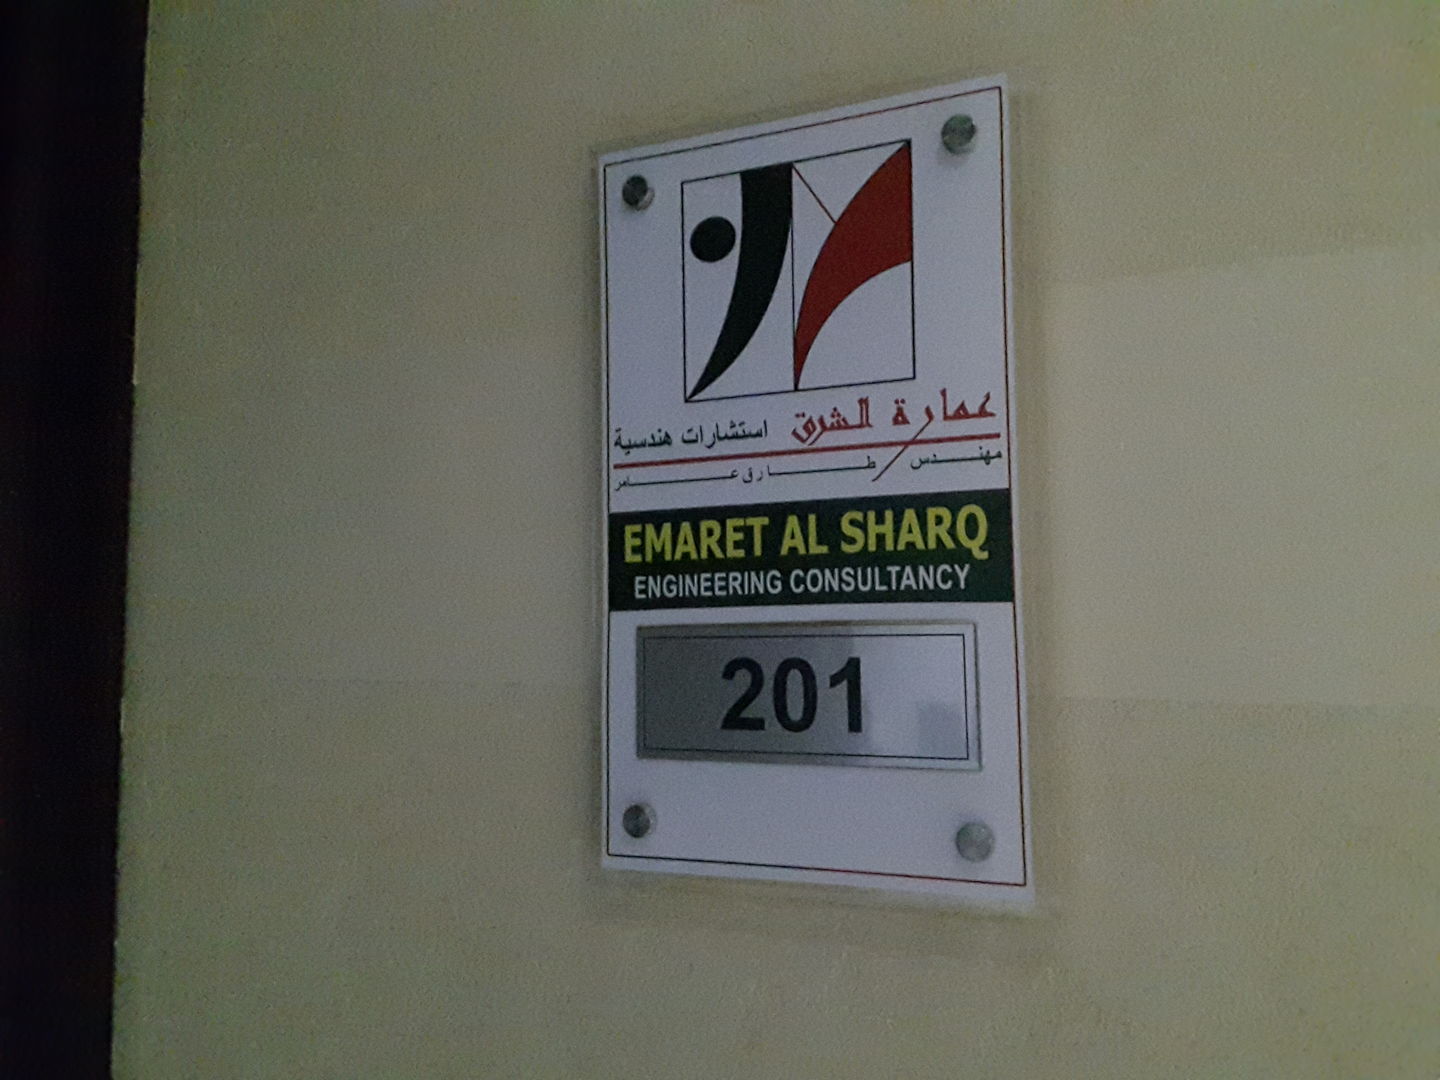 عمارة الشرق استشارات هندسية
مهندس طارق عامر
EMARET AL SHARQ
ENGINEERING CONSULTANCY
201